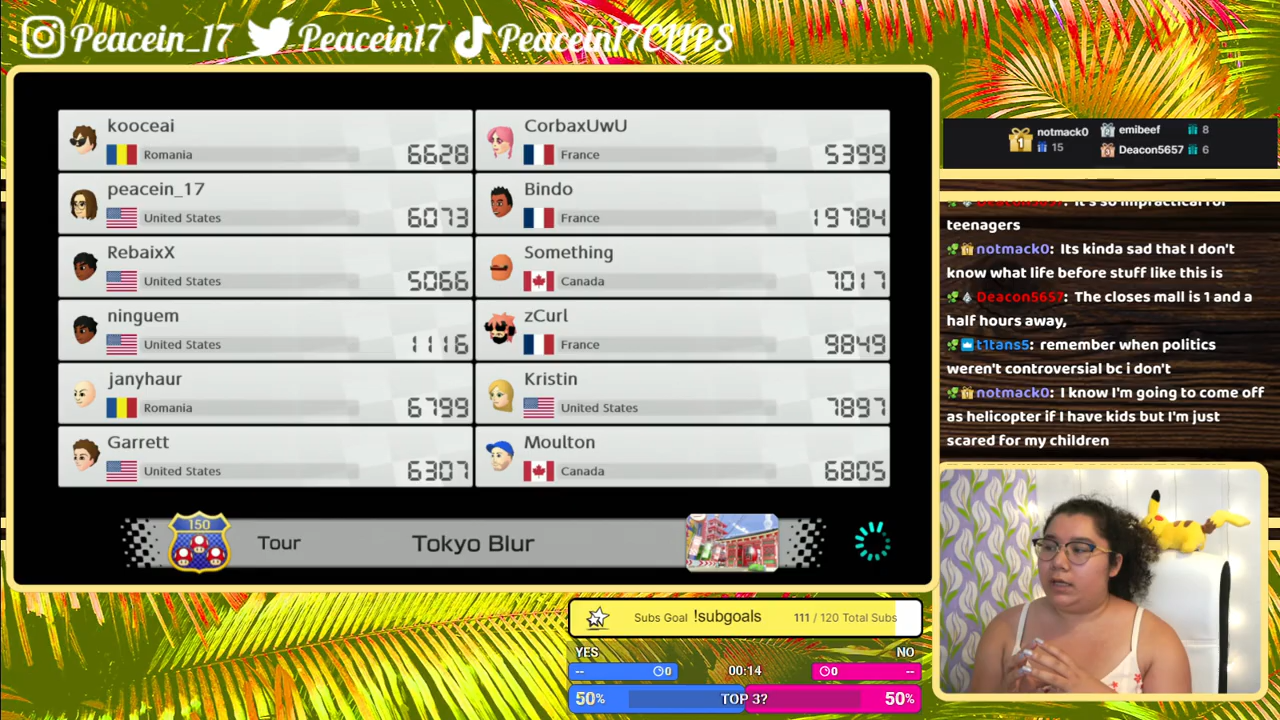 Peacein_17 Peacein17 Peacein17CLIPS
kooceai
Romania 6628
CorbaxUwU
France 5399
peacein_17
United States 6073
Bindo
France 19784
RebaixX
United States 5066
Something
Canada 7017
ninguem
United States 1116
zCurl
France 9849
janyhaur
Romania 6799
Kristin
United States 7897
Garrett
United States 6307
Moulton
Canada 6805
150 Tour Tokyo Blur
1 notmack0 15
emibeef 8
Deacon5657 6
Deacon5657: It's so impractical for
teenagers
notmack0: Its kinda sad that I don't
know what life before stuff like this is
Deacon5657: The closes mall is 1 and a
half hours away,
t1tans5: remember when politics
weren't controversial bc i don't
notmack0: I know I'm going to come off
as helicopter if I have kids but I'm just
scared for my children
Subs Goal !subgoals 111 / 120 Total Subs
YES NO
-- 0 00:14 0 --
50% TOP 3? 50%